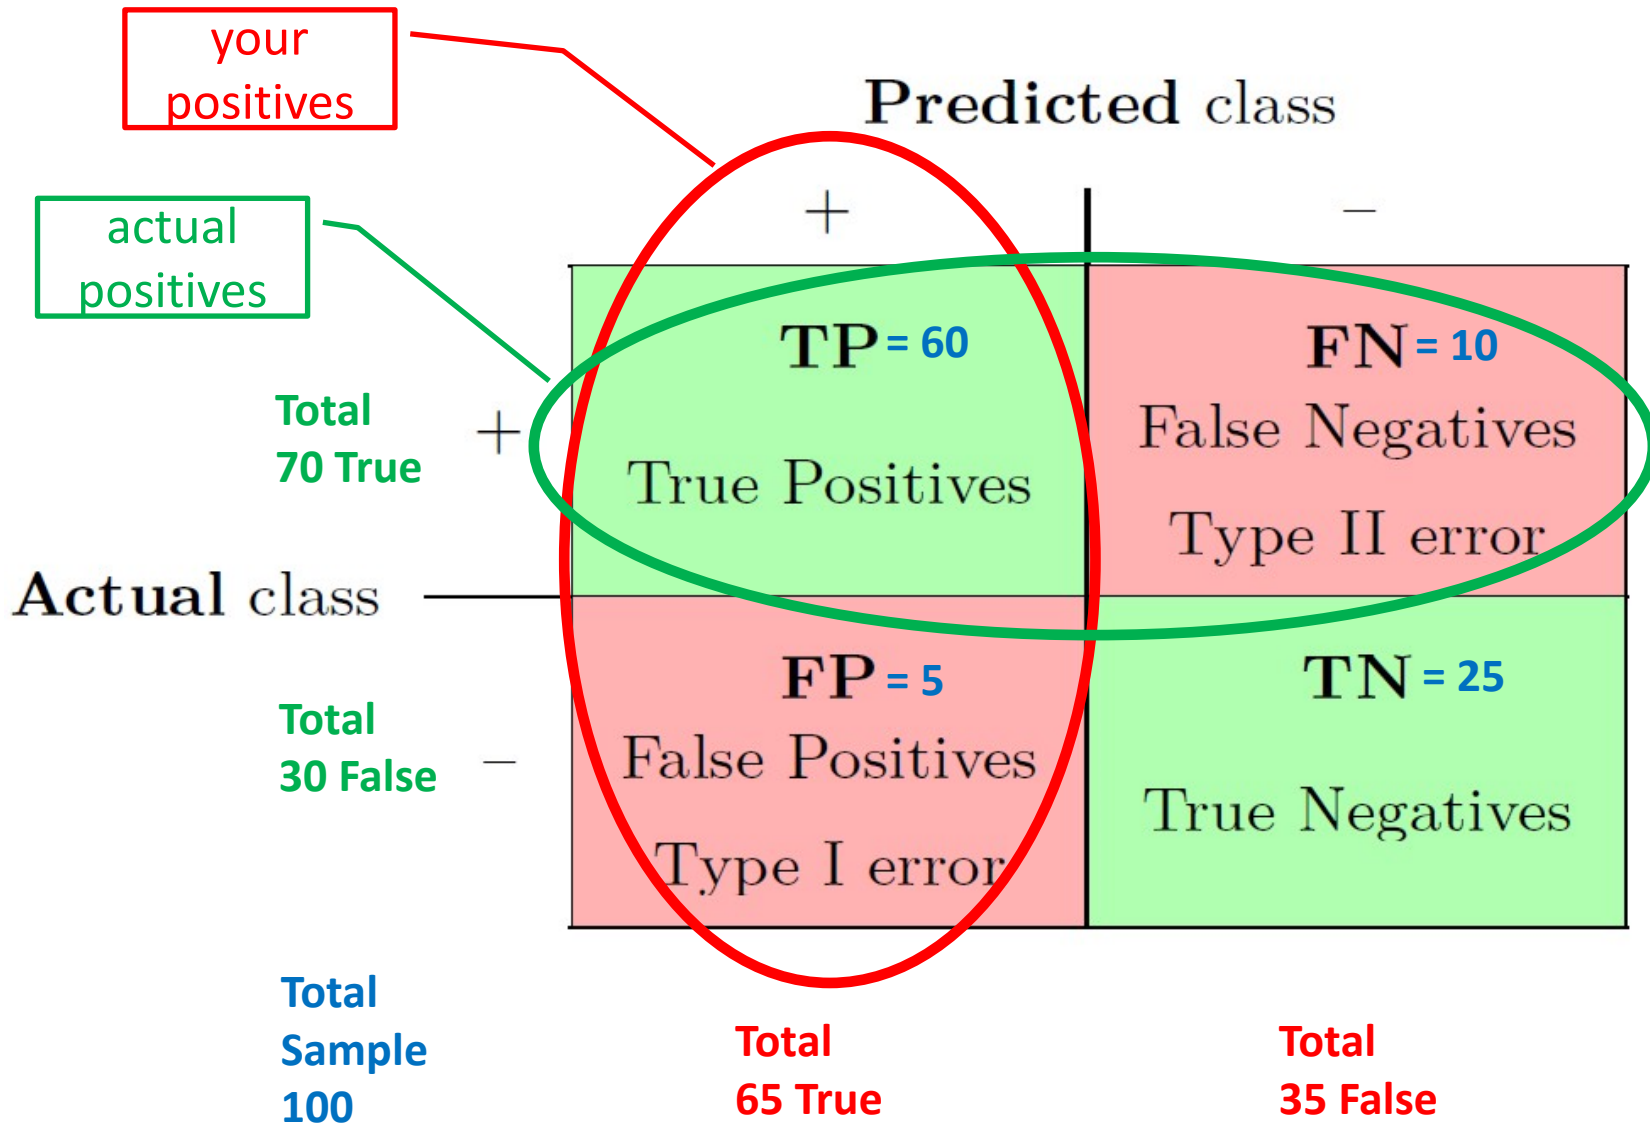 your
positives
Predicted class
actual
positives
+ –
TP = 60
FN = 10
Total
70 True
+
True Positives
False Negatives
Type II error
Actual class
FP = 5
TN = 25
Total
30 False
–
False Positives
Type I error
True Negatives
Total
Sample
100
Total
65 True
Total
35 False